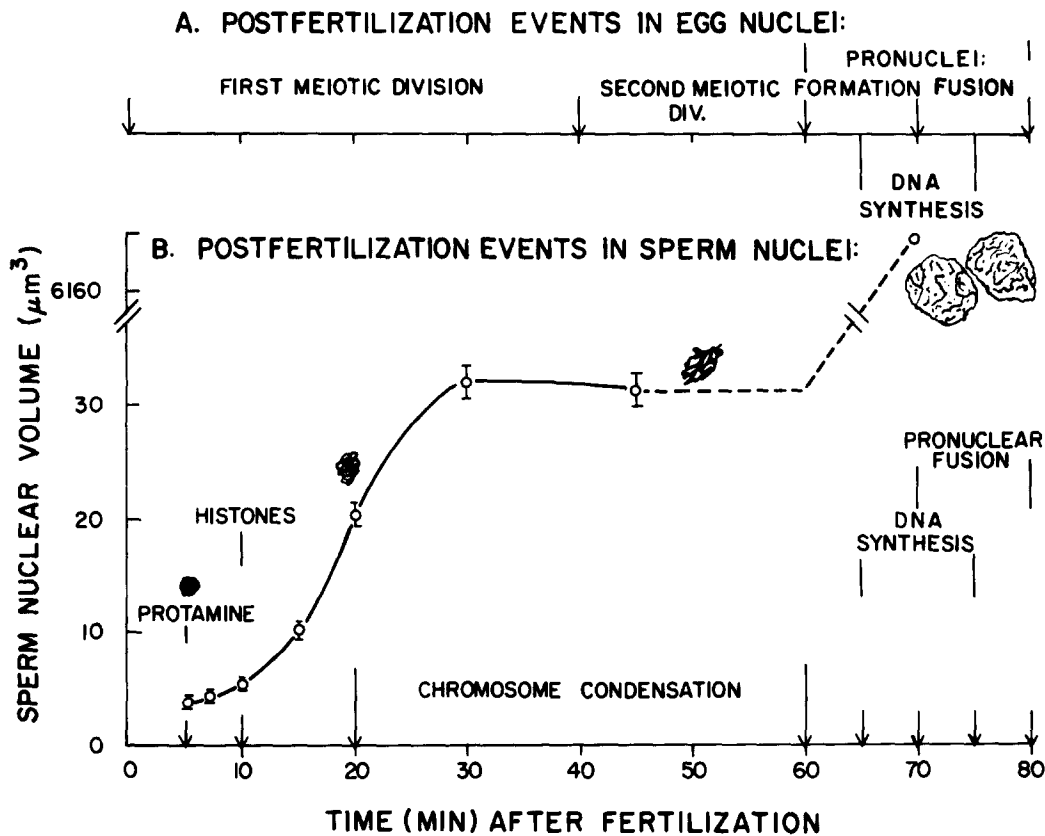 A. POSTFERTILIZATION EVENTS IN EGG NUCLEI:
PRONUCLEI:
FIRST MEIOTIC DIVISION
SECOND MEIOTIC FORMATION FUSION
DIV.
DNA
SYNTHESIS
B. POSTFERTILIZATION EVENTS IN SPERM NUCLEI:
SPERM NUCLEAR VOLUME (μm³)
6160
30
20
10
0
PRONUCLEAR
FUSION
HISTONES
DNA
SYNTHESIS
PROTAMINE
CHROMOSOME CONDENSATION
0 10 20 30 40 50 60 70 80
TIME (MIN) AFTER FERTILIZATION